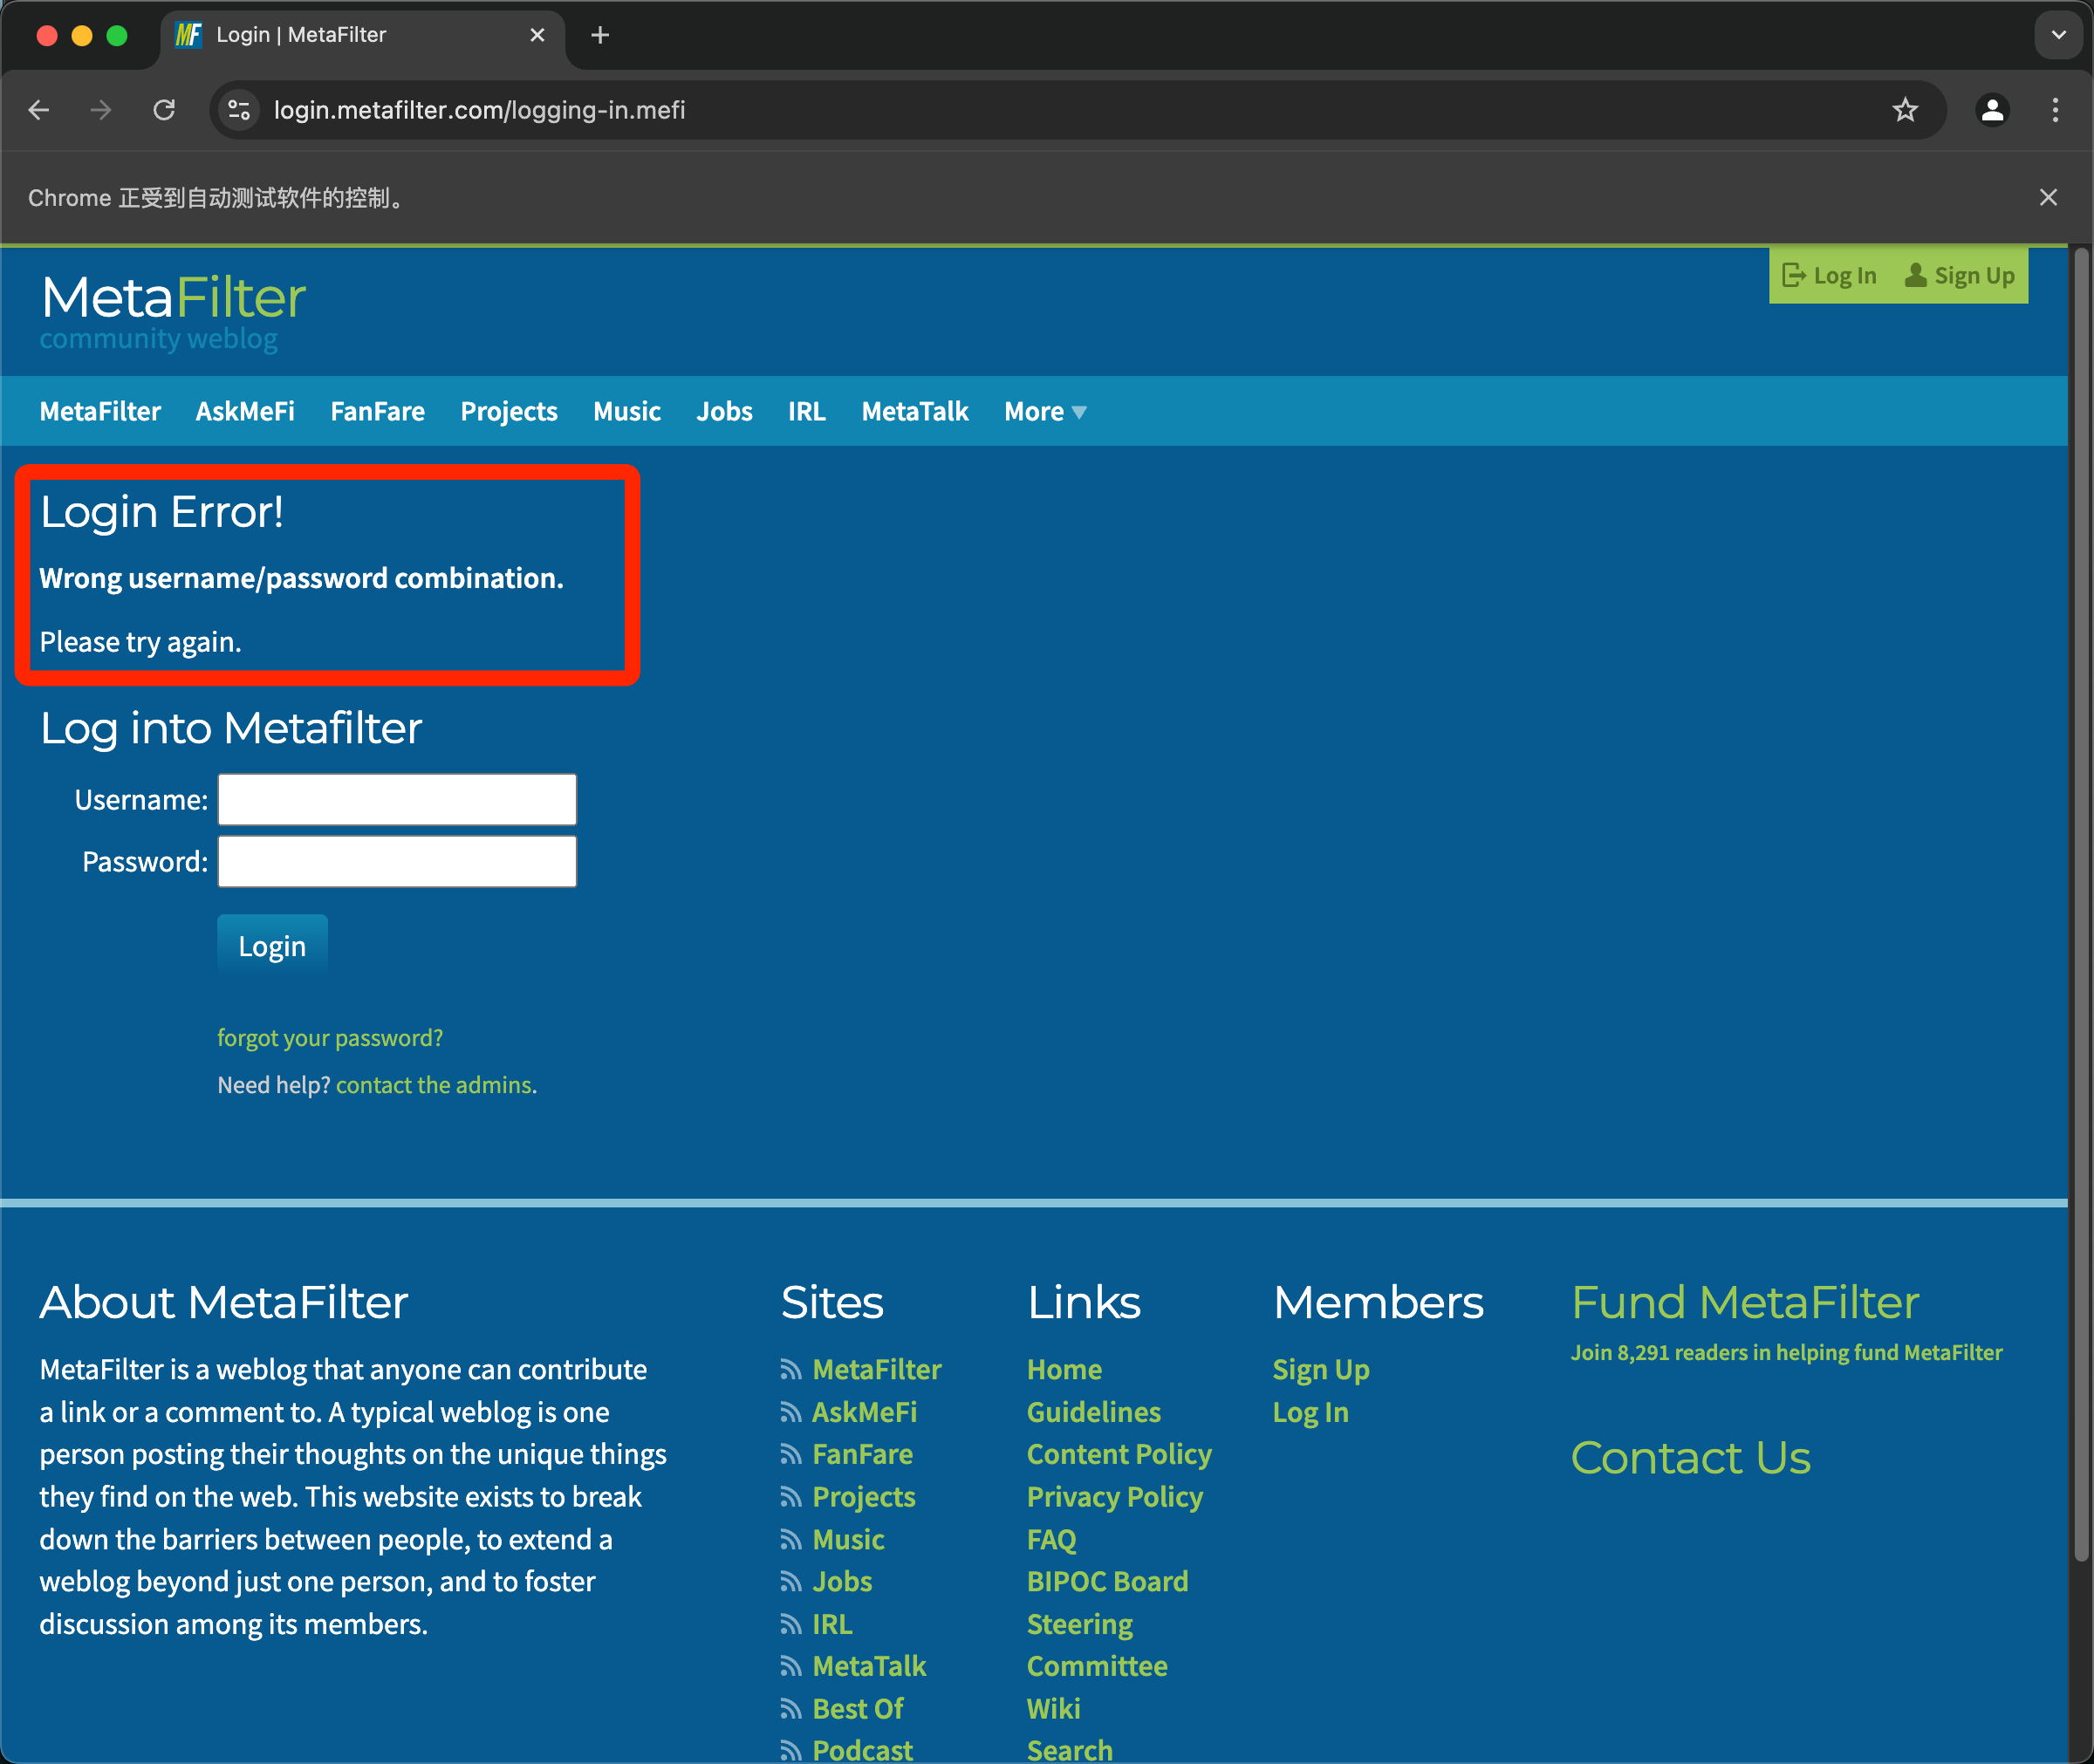 Login | MetaFilter
login.metafilter.com/logging-in.mefi
Chrome 正受到自动测试软件的控制。
MetaFilter
community weblog
Log In Sign Up
MetaFilter AskMeFi FanFare Projects Music Jobs IRL MetaTalk More
Login Error!
Wrong username/password combination.
Please try again.
Log into Metafilter
Username:
Password:
Login
forgot your password?
Need help? contact the admins.
About MetaFilter
MetaFilter is a weblog that anyone can contribute
a link or a comment to. A typical weblog is one
person posting their thoughts on the unique things
they find on the web. This website exists to break
down the barriers between people, to extend a
weblog beyond just one person, and to foster
discussion among its members.
Sites
MetaFilter
AskMeFi
FanFare
Projects
Music
Jobs
IRL
MetaTalk
Best Of
Podcast
Links
Home
Guidelines
Content Policy
Privacy Policy
FAQ
BIPOC Board
Steering
Committee
Wiki
Search
Members
Sign Up
Log In
Fund MetaFilter
Join 8,291 readers in helping fund MetaFilter
Contact Us